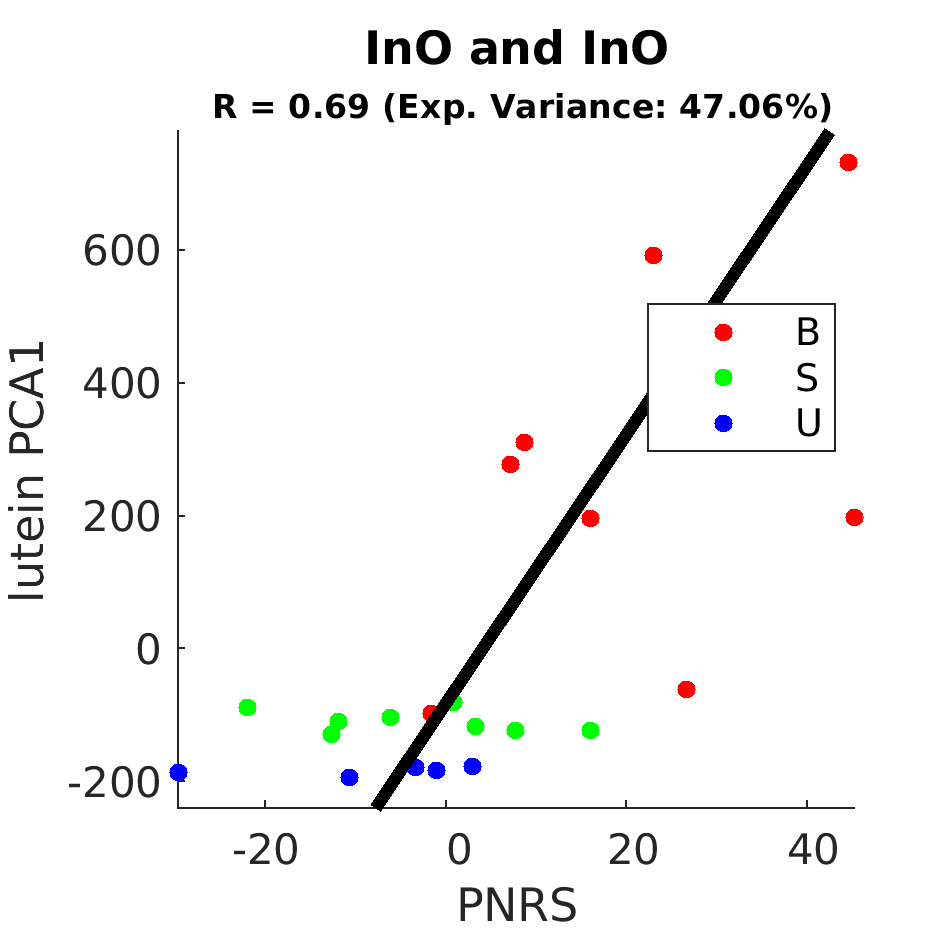 InO and InO
R = 0.69 (Exp. Variance: 47.06%)
600
400
200
0
-200
lutein PCA1
B
S
U
-20
0
20
40
PNRS